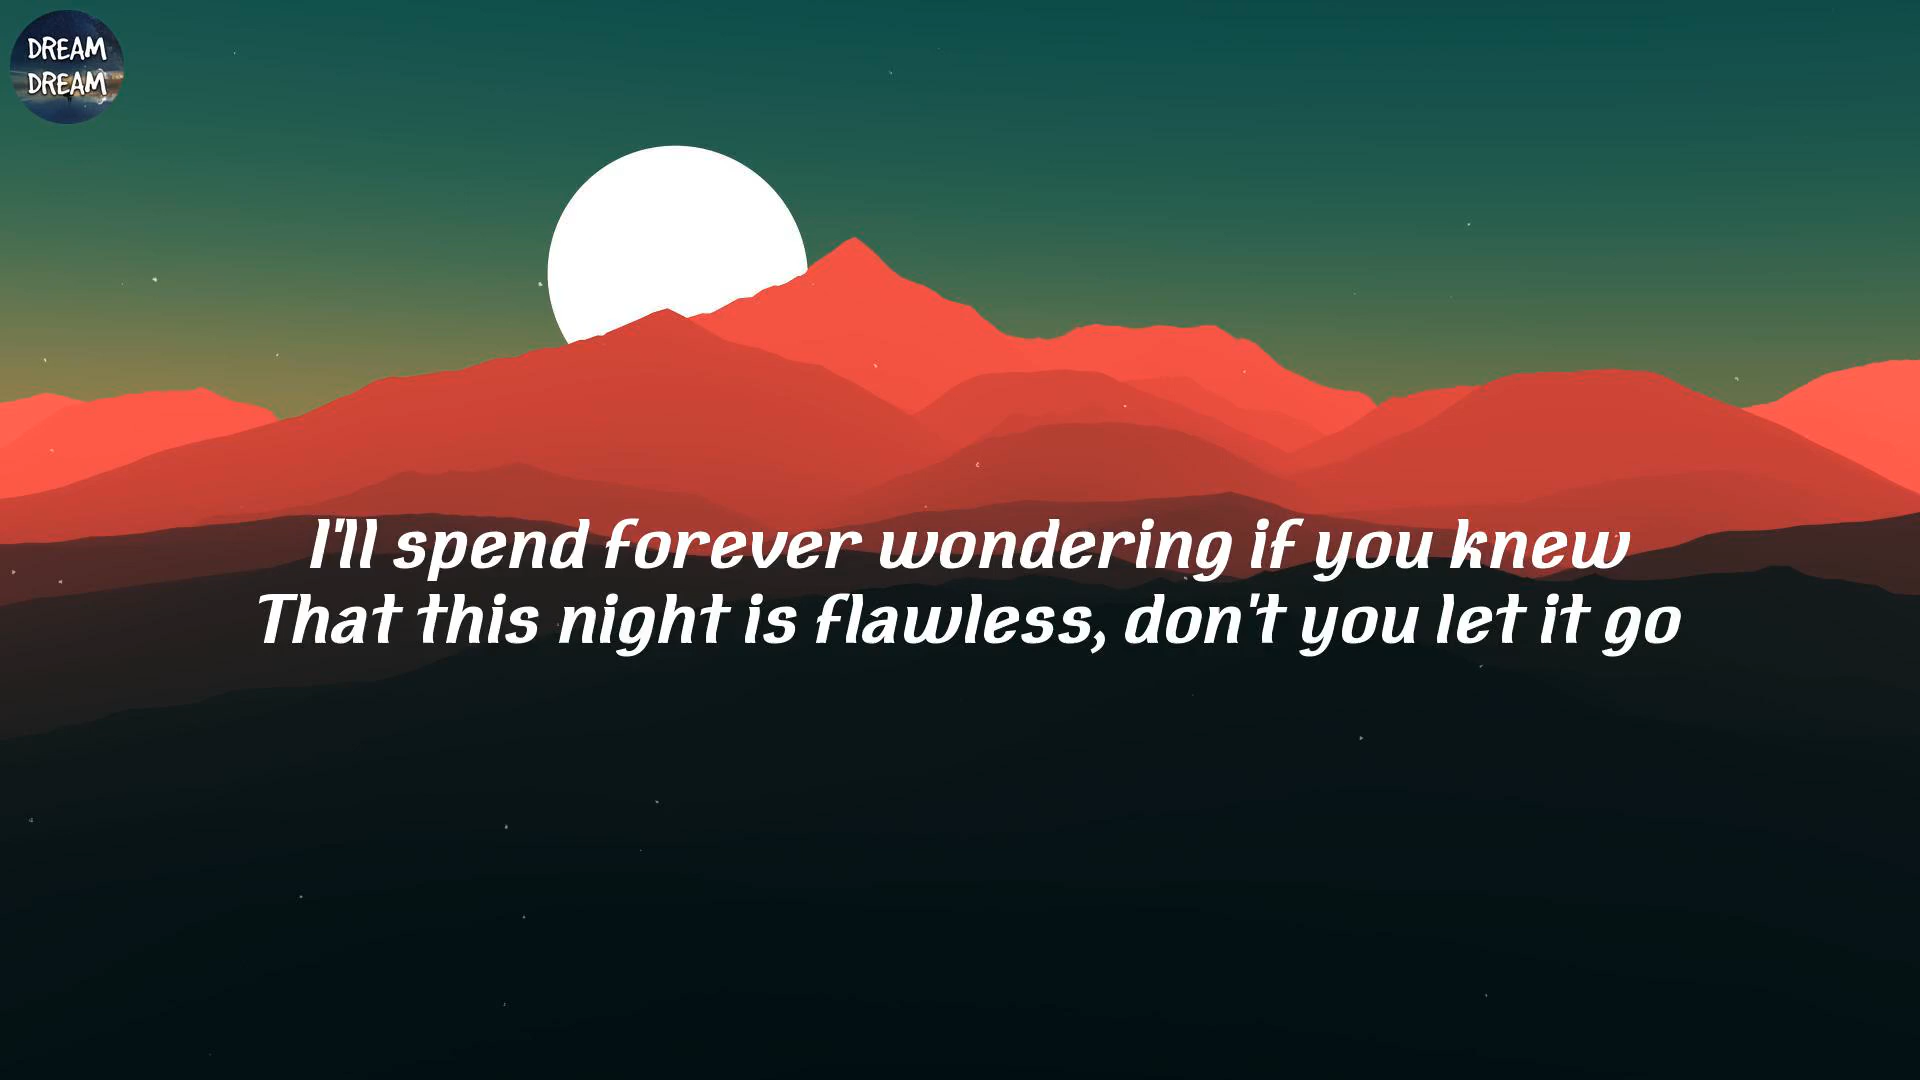 DREAM
DREAM
I'll spend forever wondering if you knew
That this night is flawless, don't you let it go